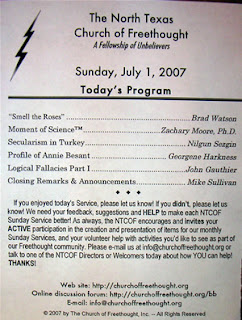 The North Texas
Church of Freethought
A Fellowship of Unbelievers
Sunday, July 1, 2007
Today's Program
"Smell the Roses" Brad Watson
Moment of Science™ Zachary Moore, Ph.D.
Secularism in Turkey Nilgun Sezgin
Profile of Annie Besant Georgene Harkness
Logical Fallacies Part I John Gauthier
Closing Remarks & Announcements Mike Sullivan
If you enjoyed today's Service, please let us know! If you didn't, please let us
know! We need your feedback, suggestions and HELP to make each NTCOF
Sunday Service better! As always, the NTCOF encourages and invites your
ACTIVE participation in the creation and presentation of items for our monthly
Sunday Services, and your volunteer help with activities you'd like to see as part of
our Freethought community. Please e-mail us at info@churchoffreethought.org or
talk to one of the NTCOF Directors or Welcomers today about how YOU can help!
THANKS!
Web site: http://churchoffreethought.org
Online discussion forum: http://churchoffreethought.org/bb
E-mail: info@churchoffreethought.org
© 2007 by The Church of Freethought, Inc. – All Rights Reserved